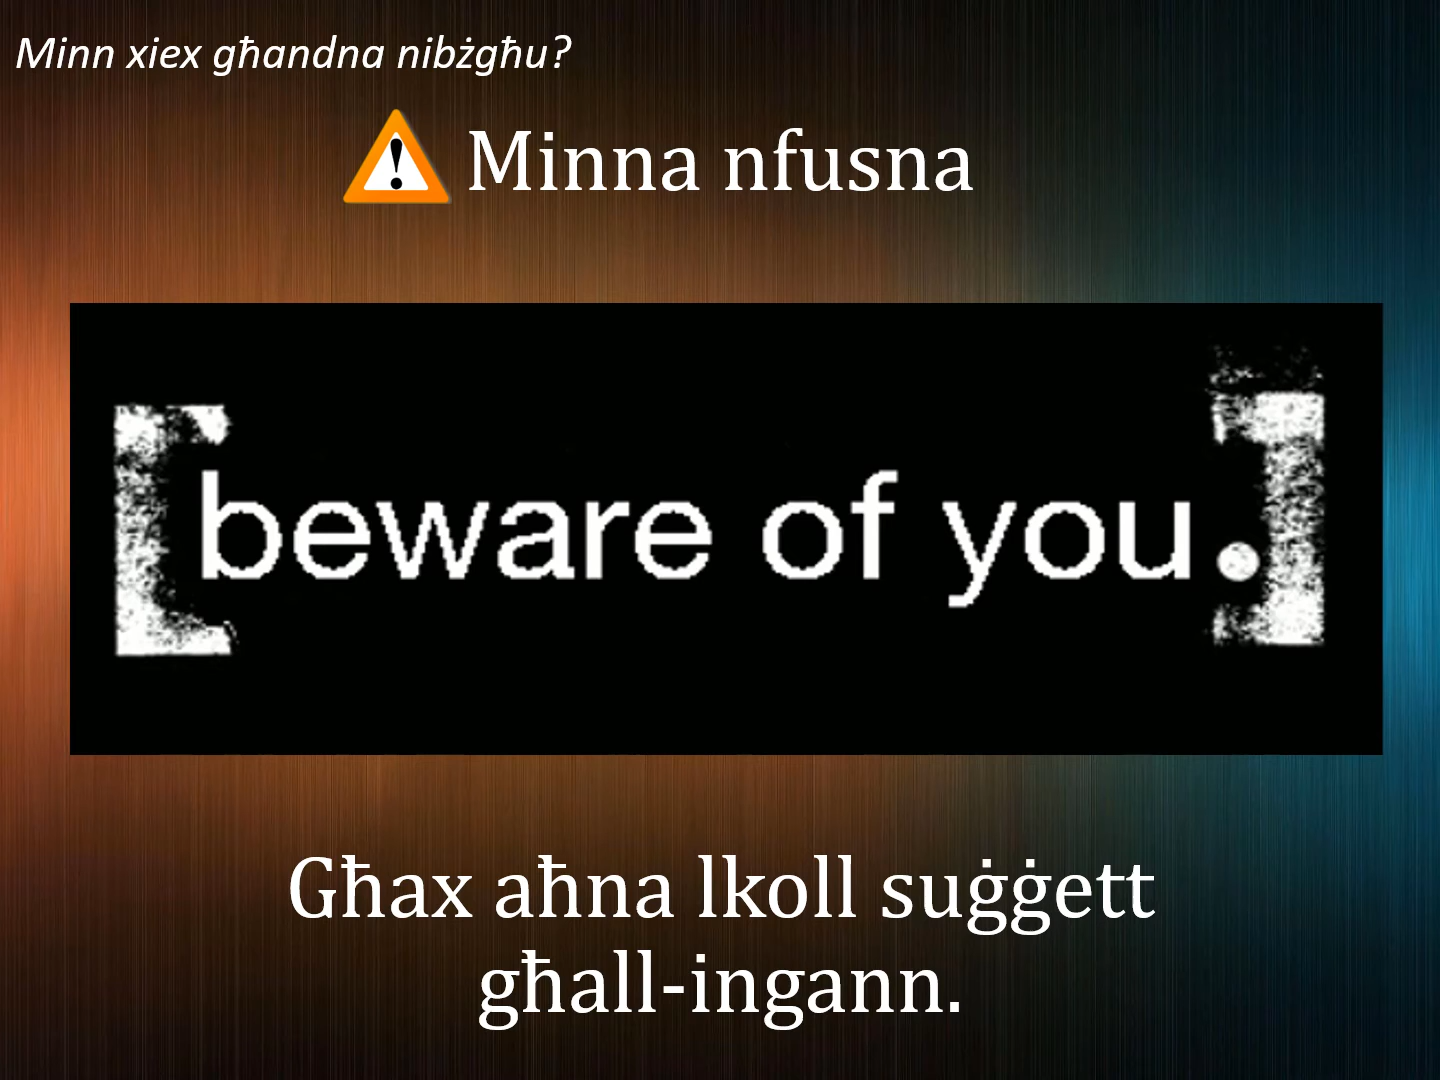 Minn xiex għandna nibżgħu?
Minna nfusna
[beware of you.]
Għax aħna lkoll suġġett
għall-ingann.